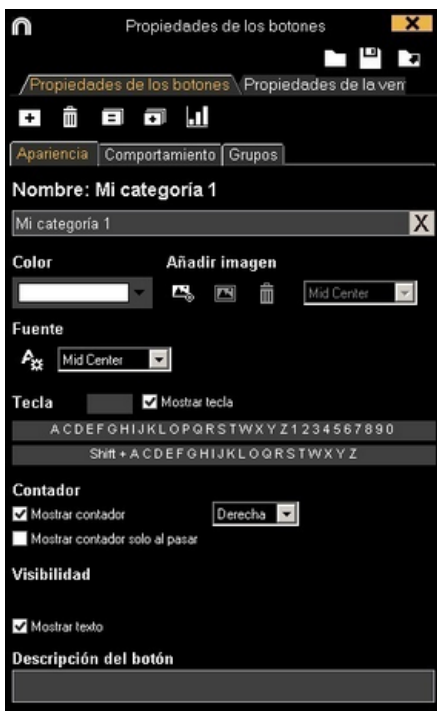 Propiedades de los botones
X
Propiedades de los botones Propiedades de la ven
Apariencia Comportamiento Grupos
Nombre: Mi categoría 1
Mi categoría 1 X
Color Añadir imagen
Mid Center
Fuente
Mid Center
Tecla Mostrar tecla
A C D E F G H I J K L O P Q R S T W X Y Z 1 2 3 4 5 6 7 8 9 0
Shift + A C D E F G H I J K L O Q R S T W X Y Z
Contador
Mostrar contador Derecha
Mostrar contador solo al pasar
Visibilidad
Mostrar texto
Descripción del botón